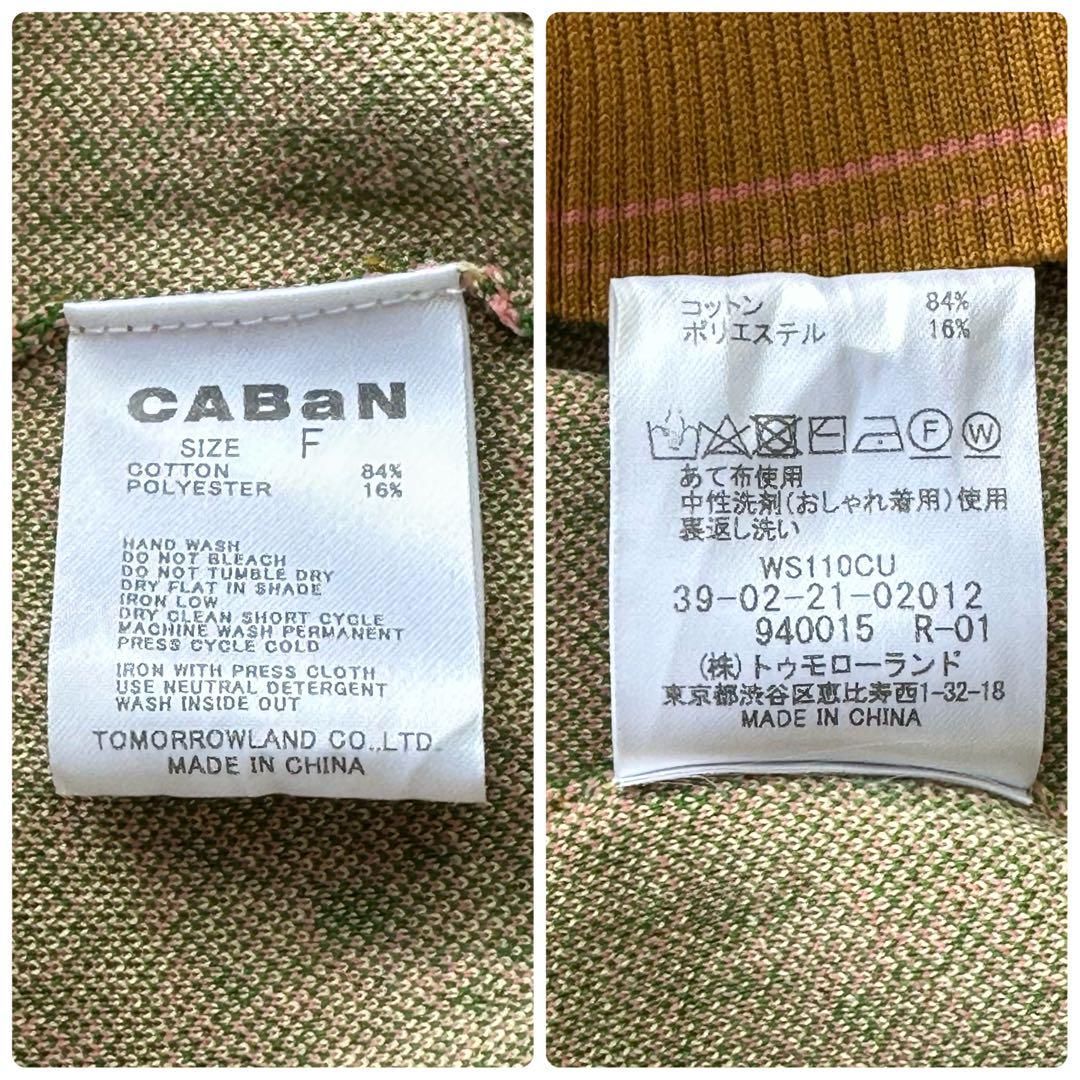 CABaN
SIZE F
COTTON 84%
POLYESTER 16%
HAND WASH
DO NOT BLEACH
DO NOT TUMBLE DRY
DRY FLAT IN SHADE
IRON LOW
DRY CLEAN SHORT CYCLE
MACHINE WASH PERMANENT
PRESS CYCLE COLD
IRON WITH PRESS CLOTH
USE NEUTRAL DETERGENT
WASH INSIDE OUT
TOMORROWLAND CO.,LTD.
MADE IN CHINA
コットン 84%
ポリエステル 16%
F W
あて布使用
中性洗剤(おしゃれ着用)使用
裏返し洗い
WS110CU
39-02-21-02012
940015 R-01
(株)トゥモローランド
東京都渋谷区恵比寿西1-32-18
MADE IN CHINA